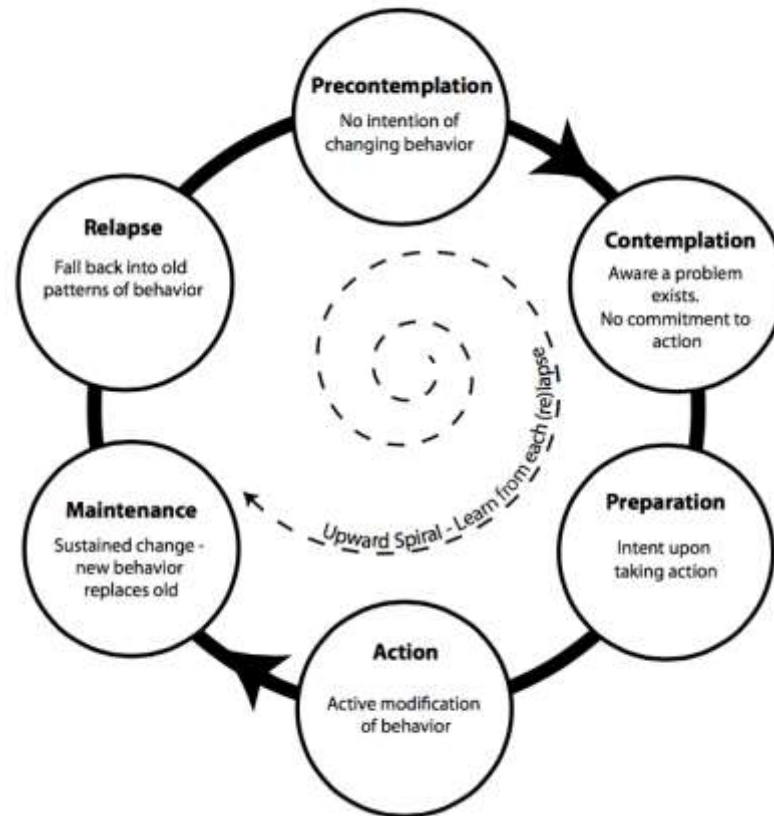 Precontemplation
No intention of
changing behavior
Contemplation
Aware a problem
exists.
No commitment to
action
Preparation
Intent upon
taking action
Action
Active modification
of behavior
Maintenance
Sustained change -
new behavior
replaces old
Relapse
Fall back into old
patterns of behavior
Upward Spiral - Learn from each (re)lapse